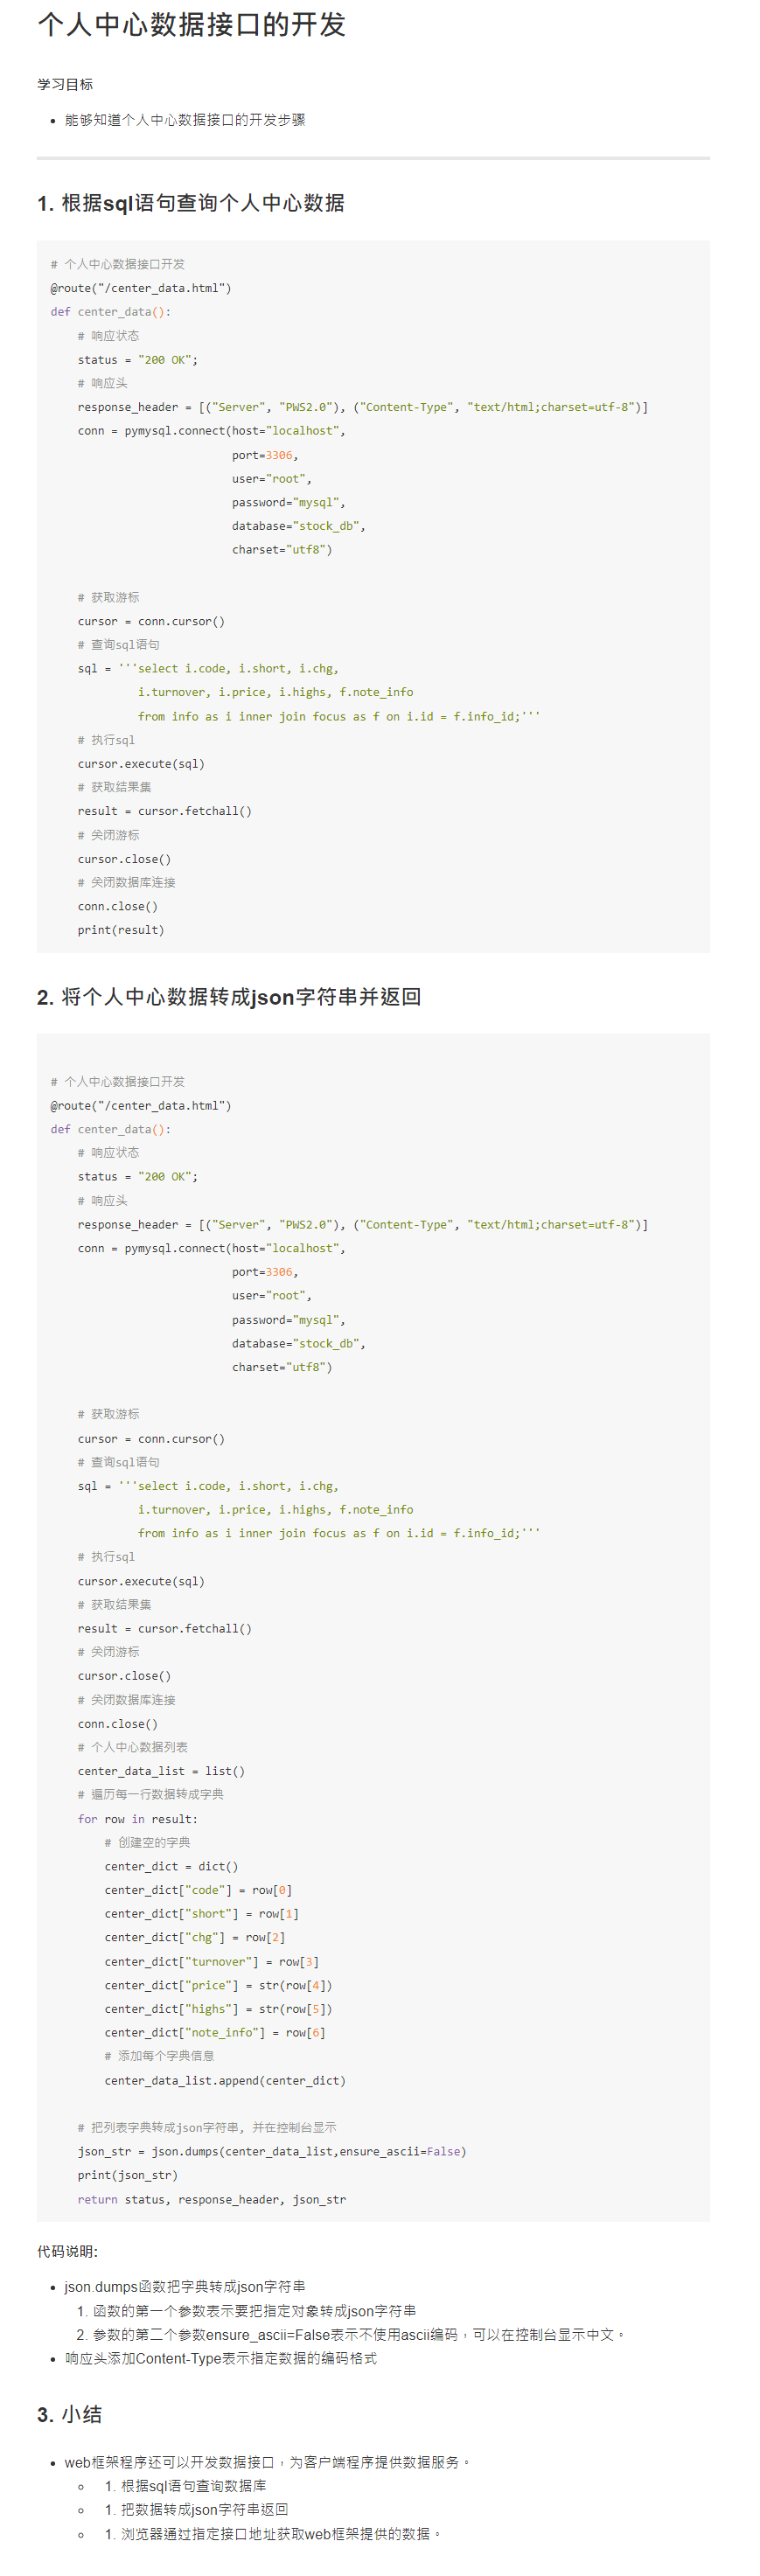 个人中心数据接口的开发
学习目标
• 能够知道个人中心数据接口的开发步骤
1. 根据sql语句查询个人中心数据
# 个人中心数据接口开发
@route("/center_data.html")
def center_data():
    # 响应状态
    status = "200 OK";
    # 响应头
    response_header = [("Server", "PWS2.0"), ("Content-Type", "text/html;charset=utf-8")]
    conn = pymysql.connect(host="localhost",
                           port=3306,
                           user="root",
                           password="mysql",
                           database="stock_db",
                           charset="utf8")
    # 获取游标
    cursor = conn.cursor()
    # 查询sql语句
    sql = '''select i.code, i.short, i.chg,
             i.turnover, i.price, i.highs, f.note_info
             from info as i inner join focus as f on i.id = f.info_id;'''
    # 执行sql
    cursor.execute(sql)
    # 获取结果集
    result = cursor.fetchall()
    # 关闭游标
    cursor.close()
    # 关闭数据库连接
    conn.close()
    print(result)
2. 将个人中心数据转成json字符串并返回
# 个人中心数据接口开发
@route("/center_data.html")
def center_data():
    # 响应状态
    status = "200 OK";
    # 响应头
    response_header = [("Server", "PWS2.0"), ("Content-Type", "text/html;charset=utf-8")]
    conn = pymysql.connect(host="localhost",
                           port=3306,
                           user="root",
                           password="mysql",
                           database="stock_db",
                           charset="utf8")
    # 获取游标
    cursor = conn.cursor()
    # 查询sql语句
    sql = '''select i.code, i.short, i.chg,
             i.turnover, i.price, i.highs, f.note_info
             from info as i inner join focus as f on i.id = f.info_id;'''
    # 执行sql
    cursor.execute(sql)
    # 获取结果集
    result = cursor.fetchall()
    # 关闭游标
    cursor.close()
    # 关闭数据库连接
    conn.close()
    # 个人中心数据列表
    center_data_list = list()
    # 遍历每一行数据转成字典
    for row in result:
        # 创建空的字典
        center_dict = dict()
        center_dict["code"] = row[0]
        center_dict["short"] = row[1]
        center_dict["chg"] = row[2]
        center_dict["turnover"] = row[3]
        center_dict["price"] = str(row[4])
        center_dict["highs"] = str(row[5])
        center_dict["note_info"] = row[6]
        # 添加每个字典信息
        center_data_list.append(center_dict)
    # 把列表字典转成json字符串, 并在控制台显示
    json_str = json.dumps(center_data_list,ensure_ascii=False)
    print(json_str)
    return status, response_header, json_str
代码说明:
• json.dumps函数把字典转成json字符串
1. 函数的第一个参数表示要把指定对象转成json字符串
2. 参数的第二个参数ensure_ascii=False表示不使用ascii编码，可以在控制台显示中文。
• 响应头添加Content-Type表示指定数据的编码格式
3. 小结
• web框架程序还可以开发数据接口，为客户端程序提供数据服务。
○ 1. 根据sql语句查询数据库
○ 1. 把数据转成json字符串返回
○ 1. 浏览器通过指定接口地址获取web框架提供的数据。